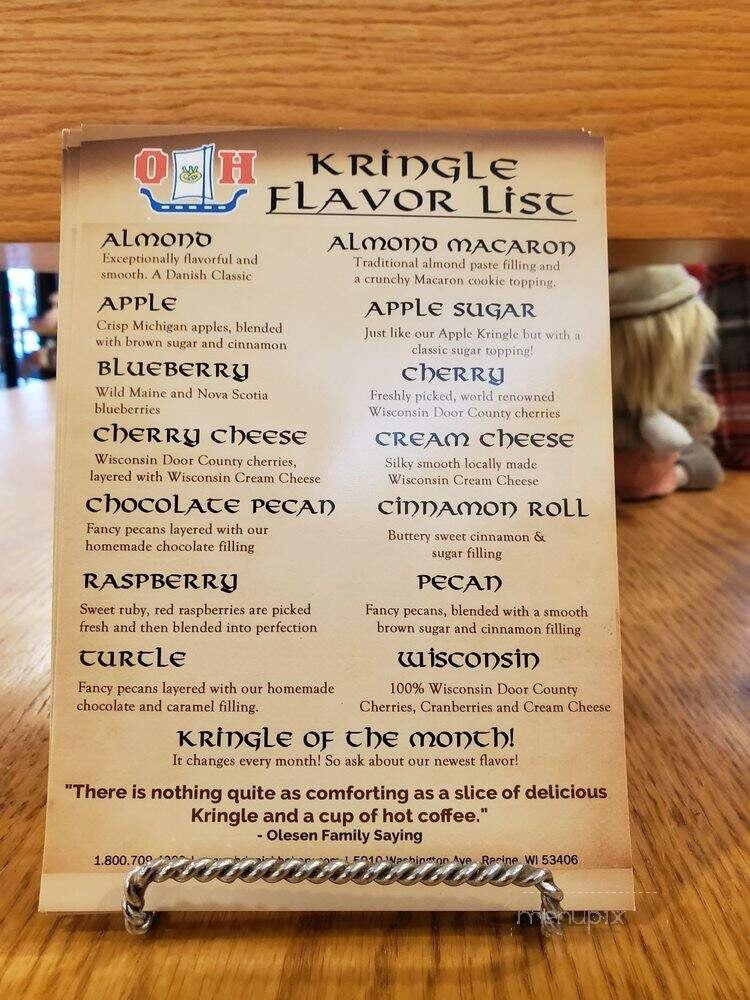 O H
KRINGLE
FLAVOR LIST
ALMOND
Exceptionally flavorful and
smooth. A Danish Classic
ALMOND MACARON
Traditional almond paste filling and
a crunchy Macaron cookie topping.
APPLE
Crisp Michigan apples, blended
with brown sugar and cinnamon
APPLE SUGAR
Just like our Apple Kringle but with a
classic sugar topping!
BLUEBERRY
Wild Maine and Nova Scotia
blueberries
CHERRY
Freshly picked, world renowned
Wisconsin Door County cherries
CHERRY CHEESE
Wisconsin Door County cherries,
layered with Wisconsin Cream Cheese
CREAM CHEESE
Silky smooth locally made
Wisconsin Cream Cheese
CHOCOLATE PECAN
Fancy pecans layered with our
homemade chocolate filling
CINNAMON ROLL
Buttery sweet cinnamon &
sugar filling
RASPBERRY
Sweet ruby, red raspberries are picked
fresh and then blended into perfection
PECAN
Fancy pecans, blended with a smooth
brown sugar and cinnamon filling
TURTLE
Fancy pecans layered with our homemade
chocolate and caramel filling.
WISCONSIN
100% Wisconsin Door County
Cherries, Cranberries and Cream Cheese
KRINGLE OF THE MONTH!
It changes every month! So ask about our newest flavor!
"There is nothing quite as comforting as a slice of delicious
Kringle and a cup of hot coffee."
- Olesen Family Saying
Washington Ave., Racine, WI 53406
menupix